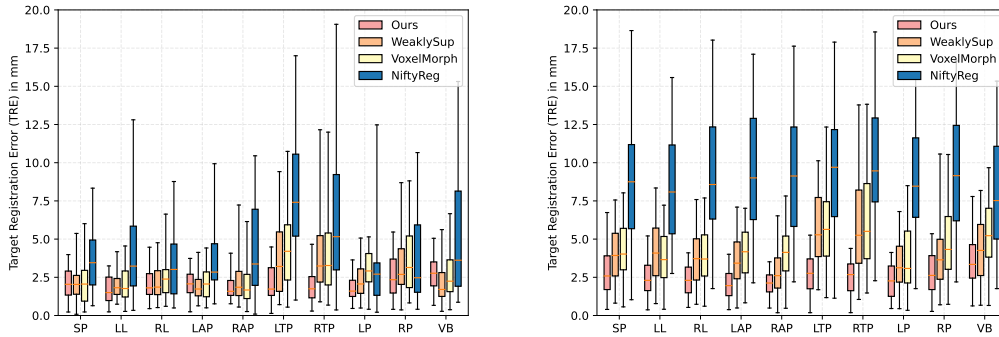 20.0
17.5
15.0
12.5
10.0
7.5
5.0
2.5
0.0
Target Registration Error (TRE) in mm
Ours
WeaklySup
VoxelMorph
NiftyReg
SP LL RL LAP RAP LTP RTP LP RP VB
20.0
17.5
15.0
12.5
10.0
7.5
5.0
2.5
0.0
Target Registration Error (TRE) in mm
Ours
WeaklySup
VoxelMorph
NiftyReg
SP LL RL LAP RAP LTP RTP LP RP VB